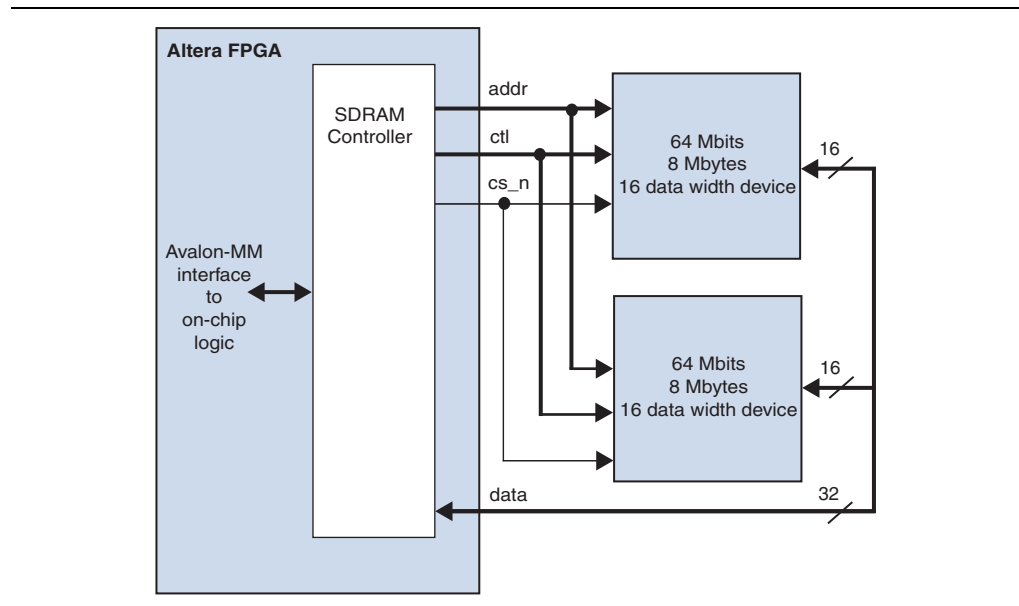 Altera FPGA
SDRAM
Controller
addr
ctl
cs_n
64 Mbits
8 Mbytes
16 data width device
16
Avalon-MM
interface
to
on-chip
logic
64 Mbits
8 Mbytes
16 data width device
16
data
32